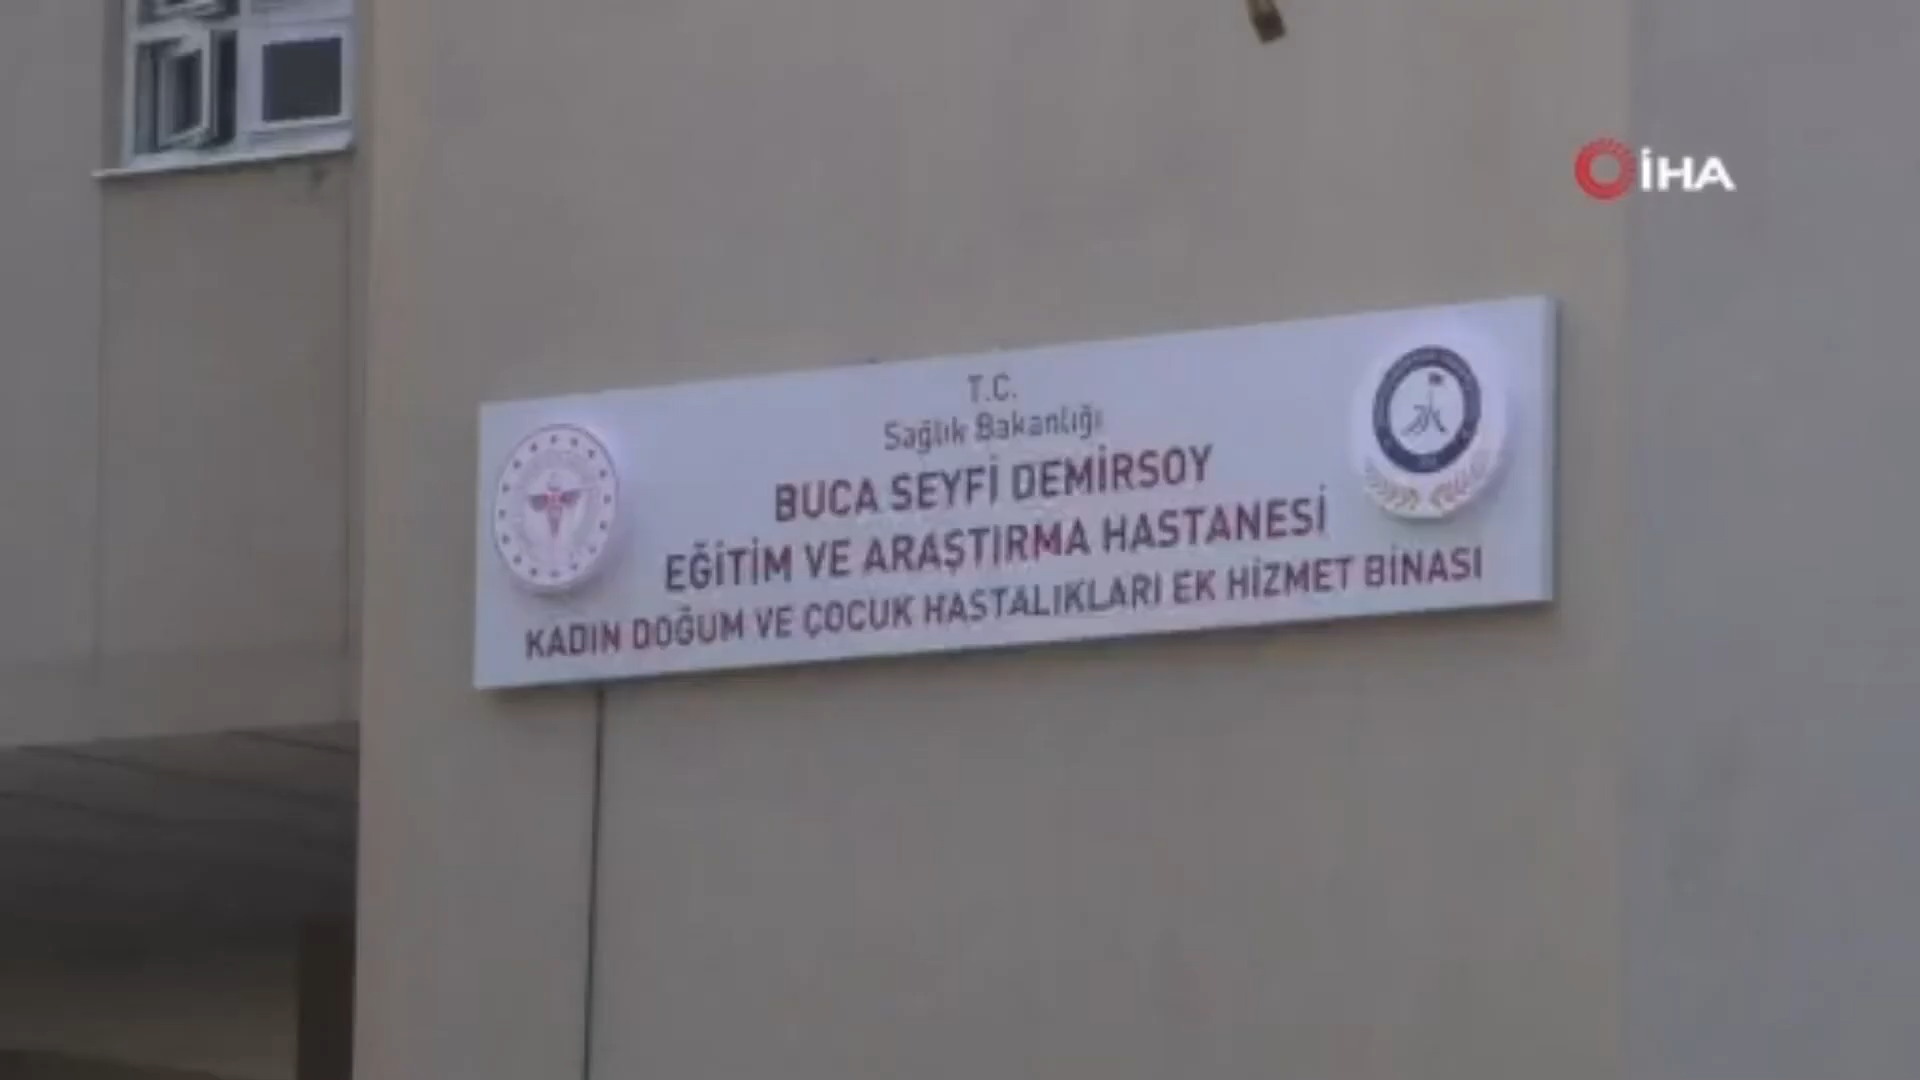 İHA
T.C.
Sağlık Bakanlığı
BUCA SEYFİ DEMİRSOY
EĞİTİM VE ARAŞTIRMA HASTANESİ
KADIN DOĞUM VE ÇOCUK HASTALIKLARI EK HİZMET BİNASI